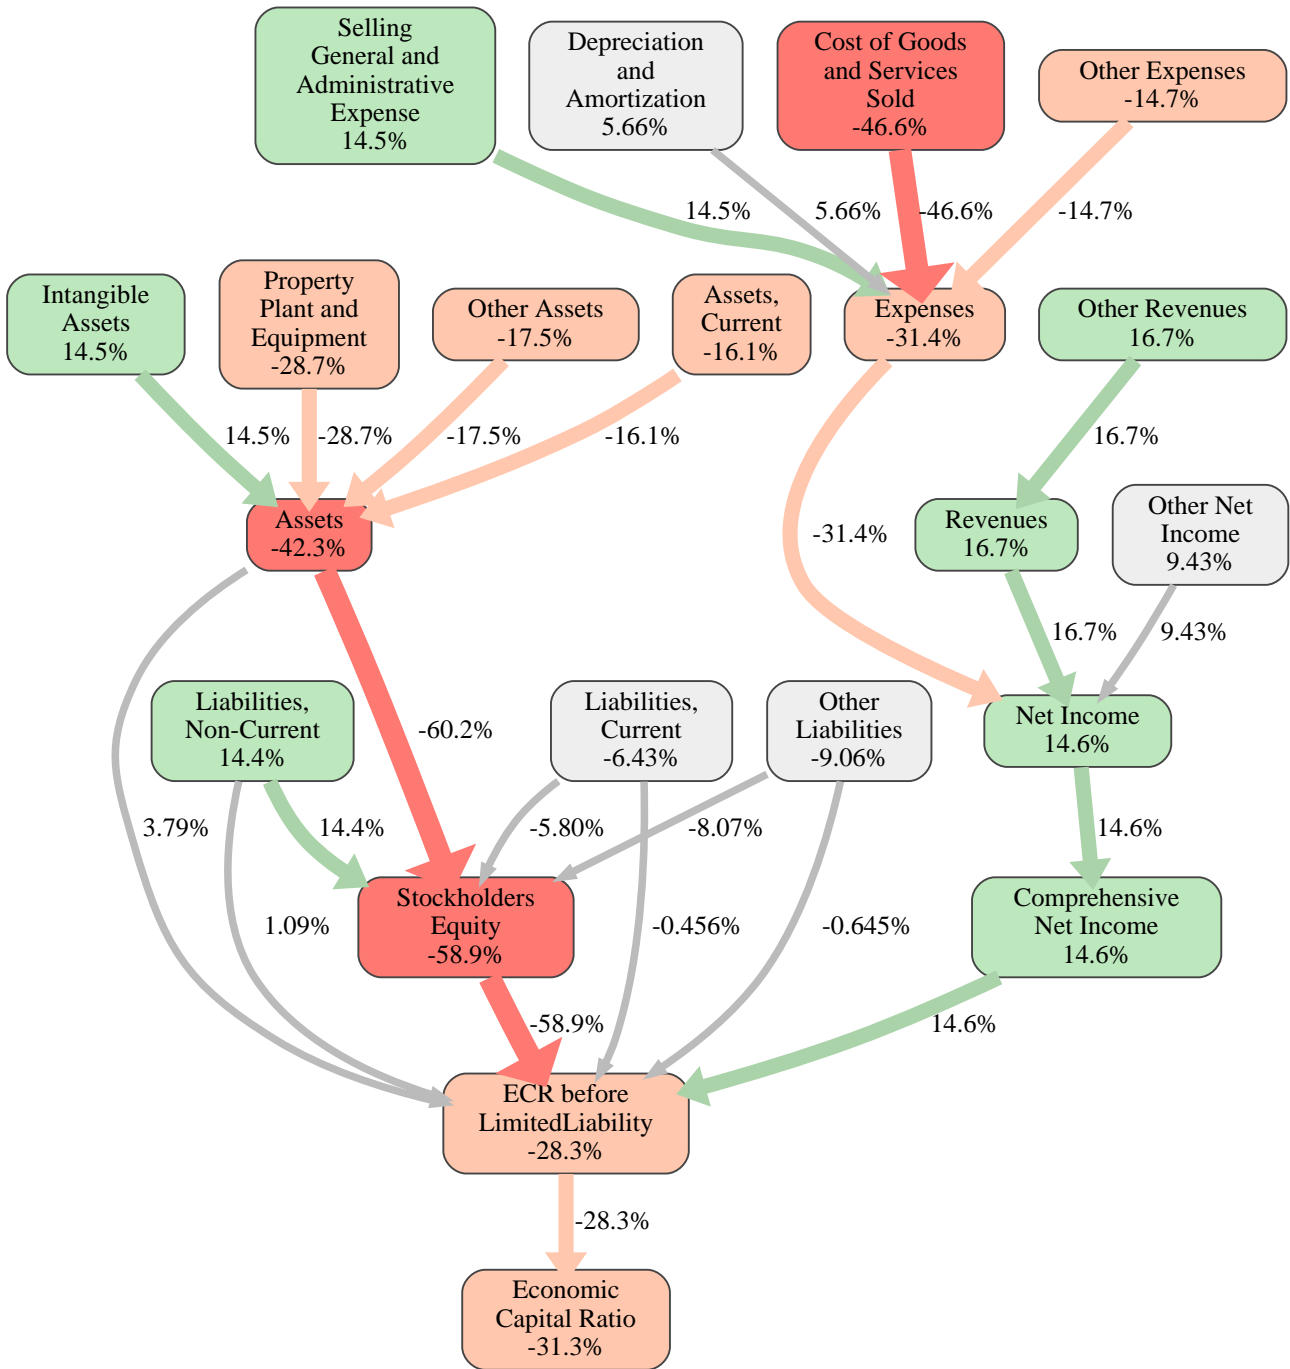 Selling
General and
Administrative
Expense
14.5%
Depreciation
and
Amortization
5.66%
Cost of Goods
and Services
Sold
-46.6%
Other Expenses
-14.7%
14.5%
5.66%
-46.6%
-14.7%
Intangible
Assets
14.5%
Property
Plant and
Equipment
-28.7%
Other Assets
-17.5%
Assets,
Current
-16.1%
Expenses
-31.4%
Other Revenues
16.7%
14.5%
-28.7%
-17.5%
-16.1%
16.7%
Assets
-42.3%
-31.4%
Revenues
16.7%
Other Net
Income
9.43%
16.7%
9.43%
Liabilities,
Non-Current
14.4%
-60.2%
Liabilities,
Current
-6.43%
Other
Liabilities
-9.06%
Net Income
14.6%
3.79%
14.4%
-5.80%
-8.07%
14.6%
1.09%
Stockholders
Equity
-58.9%
-0.456%
-0.645%
Comprehensive
Net Income
14.6%
-58.9%
14.6%
ECR before
LimitedLiability
-28.3%
-28.3%
Economic
Capital Ratio
-31.3%